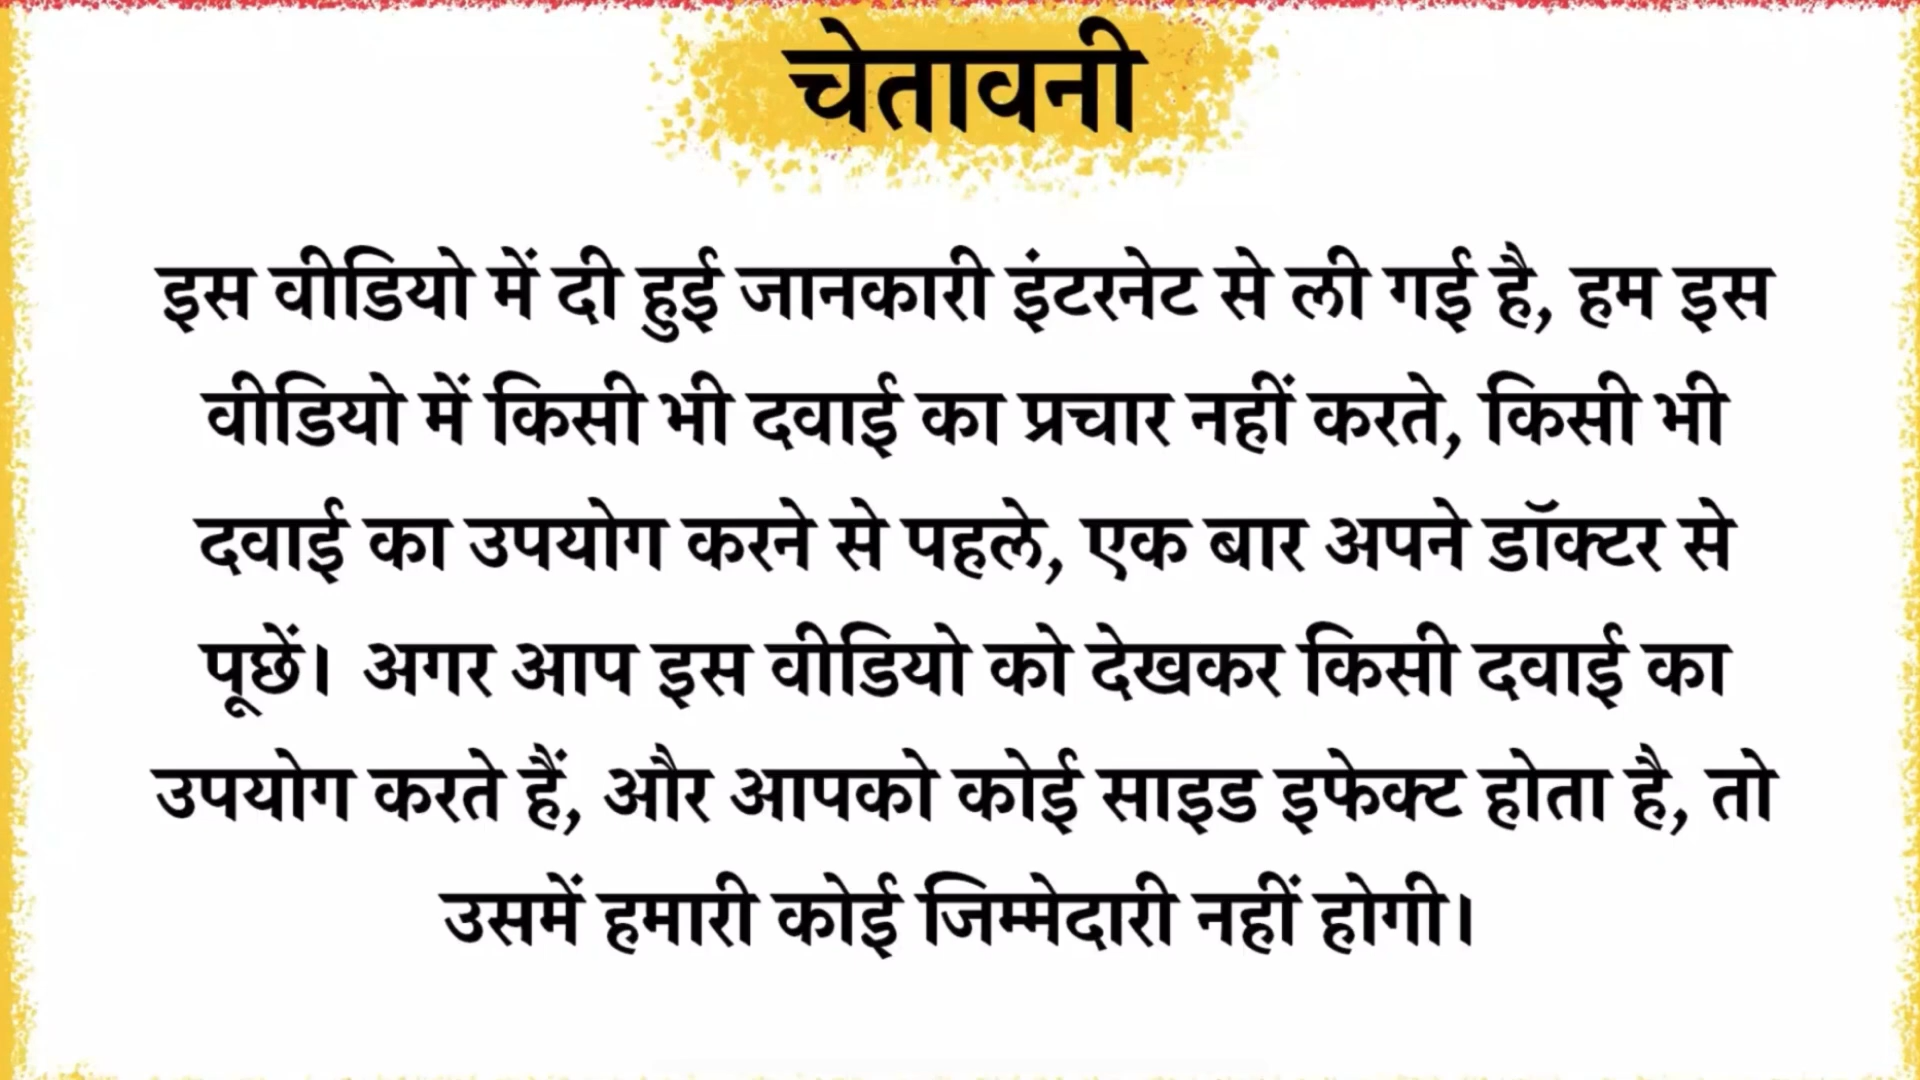 चेतावनी
इस वीडियो में दी हुई जानकारी इंटरनेट से ली गई है, हम इस
वीडियो में किसी भी दवाई का प्रचार नहीं करते, किसी भी
दवाई का उपयोग करने से पहले, एक बार अपने डॉक्टर से
पूछें। अगर आप इस वीडियो को देखकर किसी दवाई का
उपयोग करते हैं, और आपको कोई साइड इफेक्ट होता है, तो
उसमें हमारी कोई जिम्मेदारी नहीं होगी।